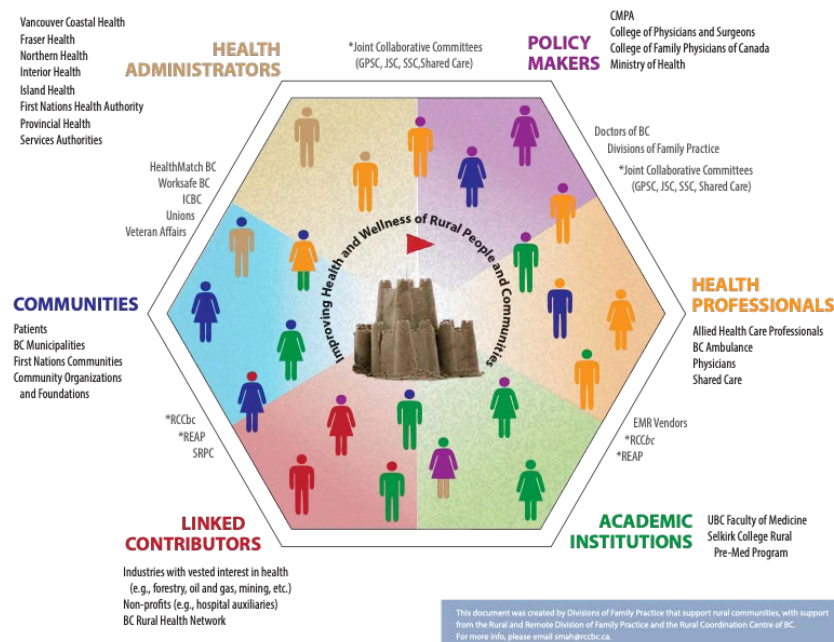 Vancouver Coastal Health
Fraser Health
Northern Health
Interior Health
Island Health
First Nations Health Authority
Provincial Health
Services Authorities
HEALTH
ADMINISTRATORS
*Joint Collaborative Committees
(GPSC, JSC, SSC,Shared Care)
POLICY
MAKERS
CMPA
College of Physicians and Surgeons
College of Family Physicians of Canada
Ministry of Health
Doctors of BC
Divisions of Family Practice
*Joint Collaborative Committees
(GPSC, JSC, SSC, Shared Care)
HealthMatch BC
Worksafe BC
ICBC
Unions
Veteran Affairs
Improving Health and Wellness of Rural People and Communities
COMMUNITIES
Patients
BC Municipalities
First Nations Communities
Community Organizations
and Foundations
HEALTH
PROFESSIONALS
Allied Health Care Professionals
BC Ambulance
Physicians
Shared Care
*RCCbc
*REAP
SRPC
EMR Vendors
*RCCbc
*REAP
LINKED
CONTRIBUTORS
Industries with vested interest in health
(e.g., forestry, oil and gas, mining, etc.)
Non-profits (e.g., hospital auxiliaries)
BC Rural Health Network
ACADEMIC
INSTITUTIONS
UBC Faculty of Medicine
Selkirk College Rural
Pre-Med Program
This document was created by Divisions of Family Practice that support rural communities, with support
from the Rural and Remote Division of Family Practice and the Rural Coordination Centre of BC.
For more info, please email smah@rccbc.ca.